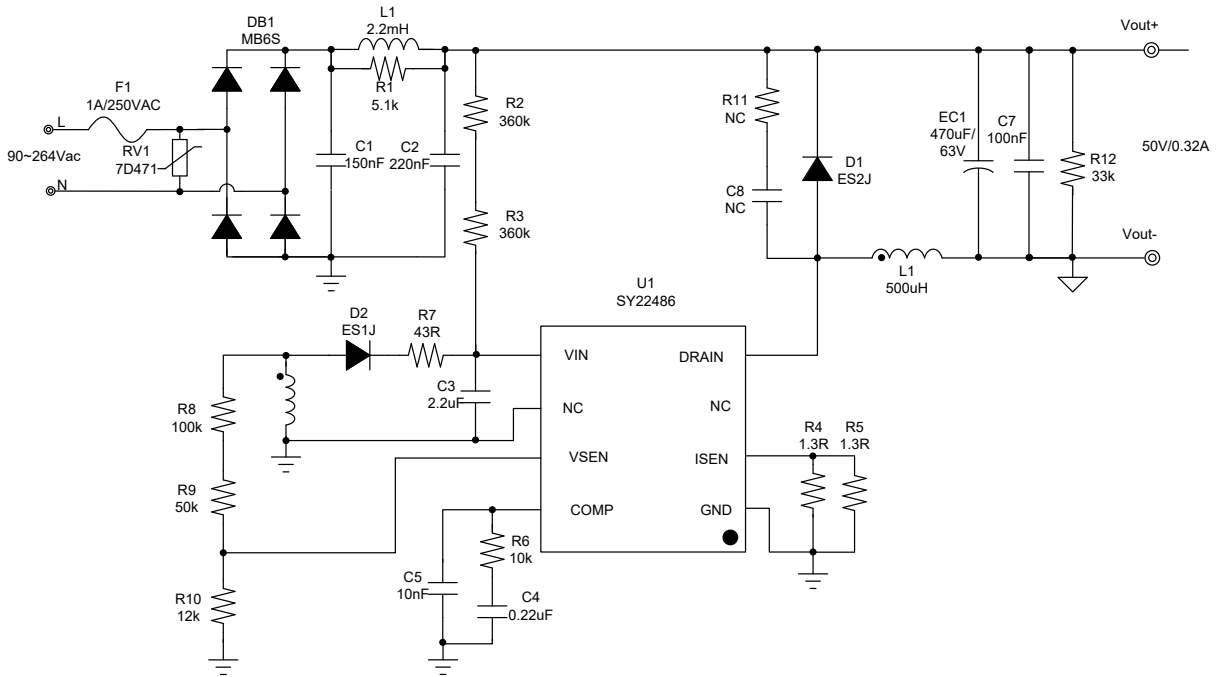 DB1
MB6S
L1
2.2mH
R1
5.1k
F1
1A/250VAC
L
90~264Vac
N
RV1
7D471
C1
150nF
C2
220nF
R2
360k
R3
360k
R11
NC
C8
NC
D1
ES2J
EC1
470uF/
63V
C7
100nF
R12
33k
Vout+
50V/0.32A
Vout-
L1
500uH
U1
SY22486
VIN
NC
VSEN
COMP
DRAIN
NC
ISEN
GND
D2
ES1J
R7
43R
C3
2.2uF
R8
100k
R9
50k
R10
12k
R6
10k
C5
10nF
C4
0.22uF
R4
1.3R
R5
1.3R